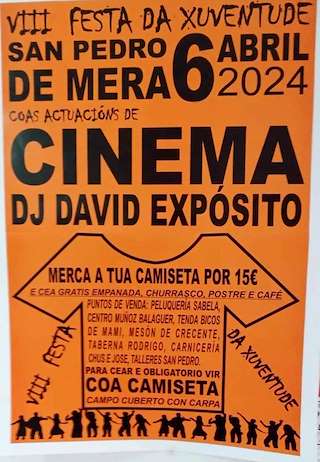 VIII FESTA DA XUVENTUDE
SAN PEDRO 6 ABRIL
DE MERA 2024
COAS ACTUACIÓNS DE
CINEMA
DJ DAVID EXPÓSITO
MERCA A TUA CAMISETA POR 15€
E CEA GRATIS EMPANADA, CHURRASCO, POSTRE E CAFÉ
PUNTOS DE VENDA: PELUQUERÍA SABELA,
CENTRO MUÑOZ BALAGUER, TENDA BICOS
DE MAMI, MESÓN DE CRECENTE,
TABERNA RODRIGO, CARNICERÍA
CHUS E JOSE, TALLERES SAN PEDRO.
PARA CEAR E OBLIGATORIO VIR
COA CAMISETA
CAMPO CUBERTO CON CARPA
VIII FESTA
DA XUVENTUDE